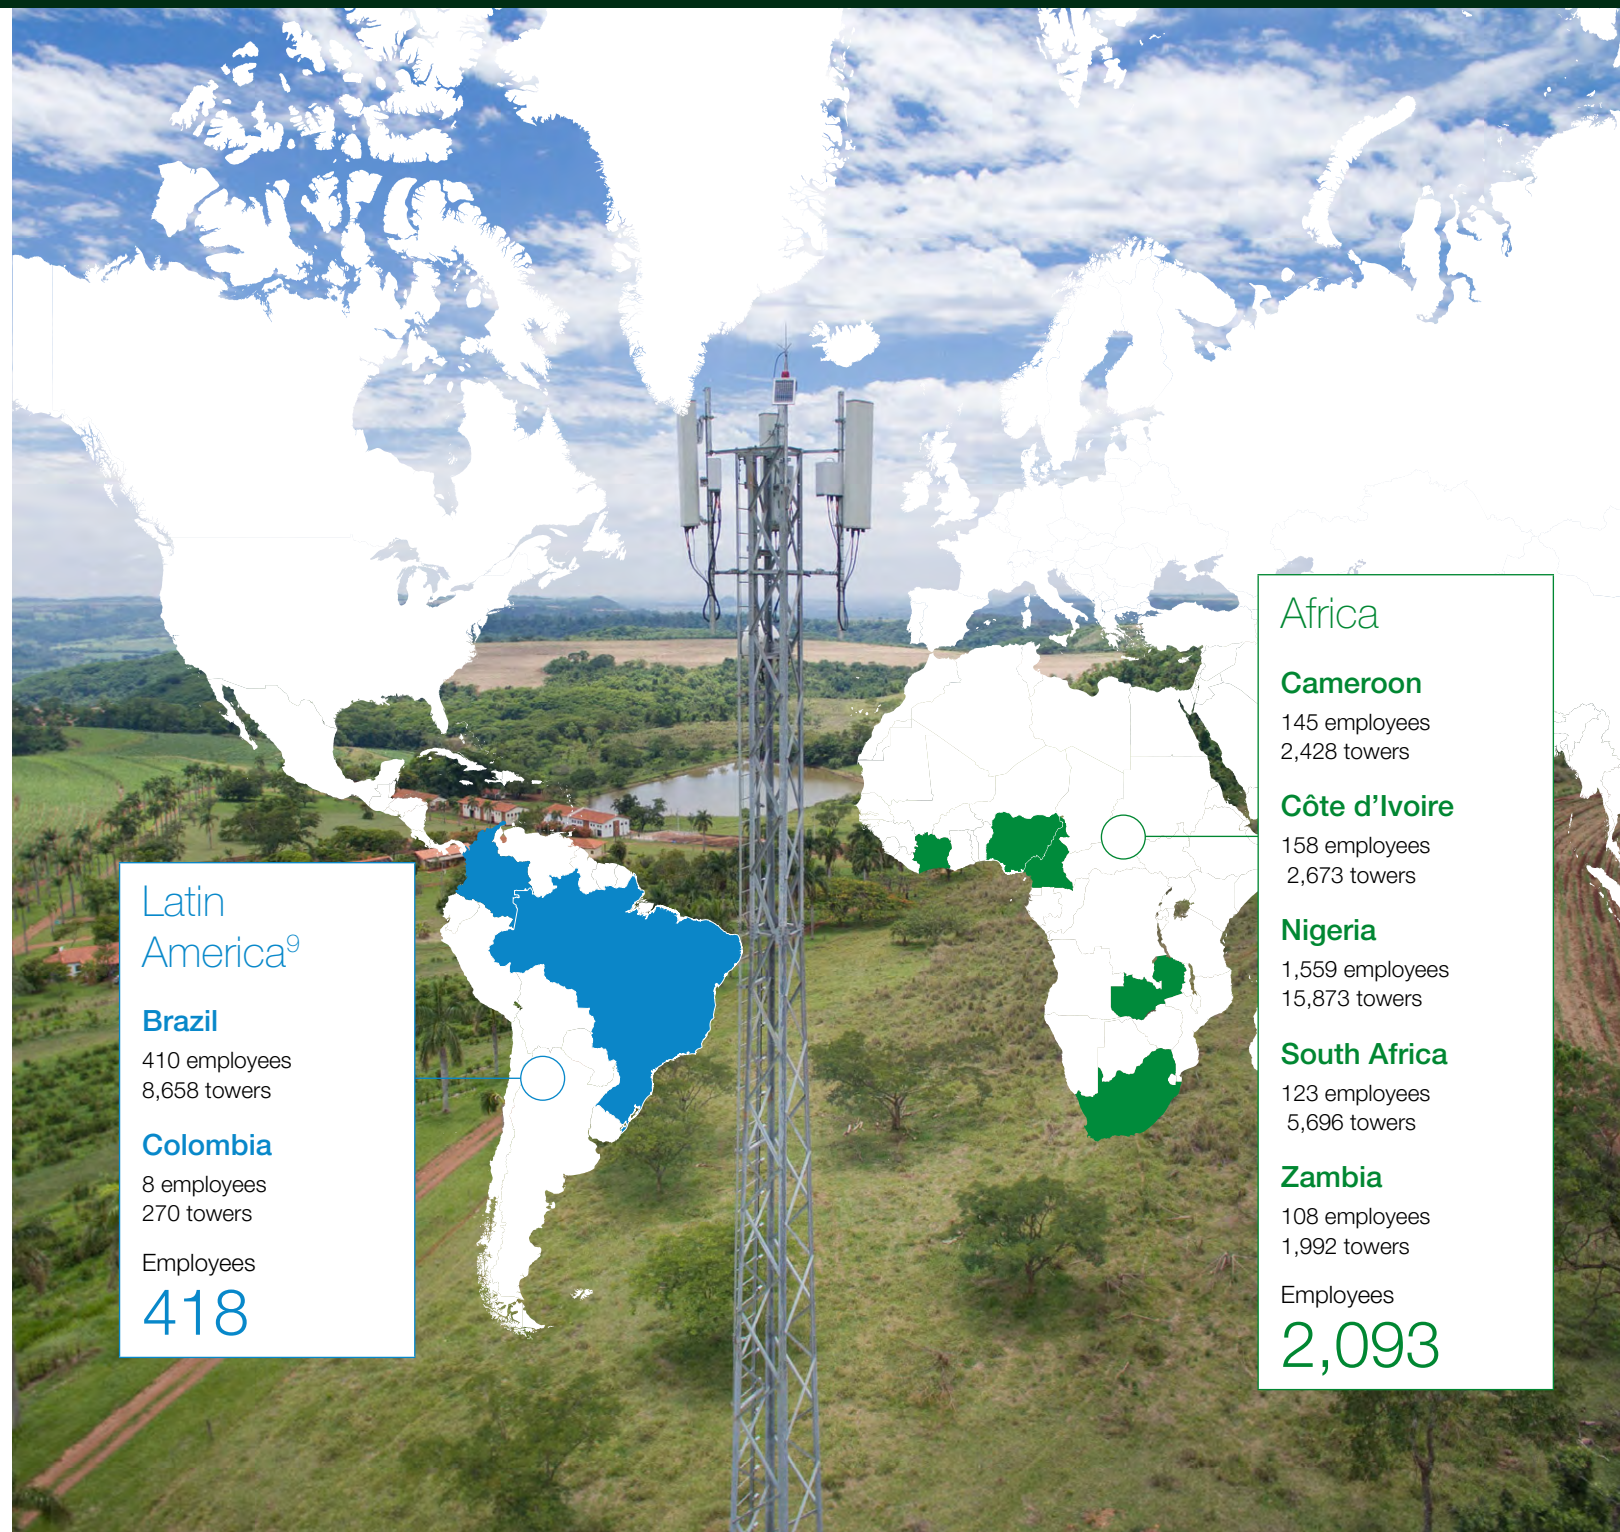 Latin
America⁹
Brazil
410 employees
8,658 towers
Colombia
8 employees
270 towers
Employees
418
Africa
Cameroon
145 employees
2,428 towers
Côte d’Ivoire
158 employees
2,673 towers
Nigeria
1,559 employees
15,873 towers
South Africa
123 employees
5,696 towers
Zambia
108 employees
1,992 towers
Employees
2,093